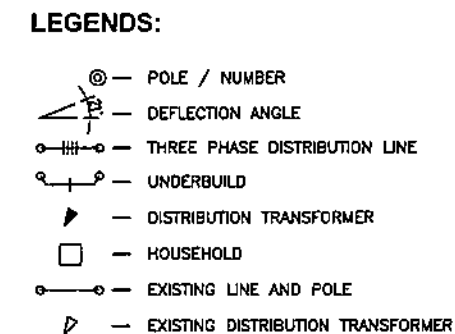 LEGENDS:
— POLE / NUMBER
— DEFLECTION ANGLE
— THREE PHASE DISTRIBUTION LINE
— UNDERBUILD
— DISTRIBUTION TRANSFORMER
— HOUSEHOLD
— EXISTING LINE AND POLE
— EXISTING DISTRIBUTION TRANSFORMER